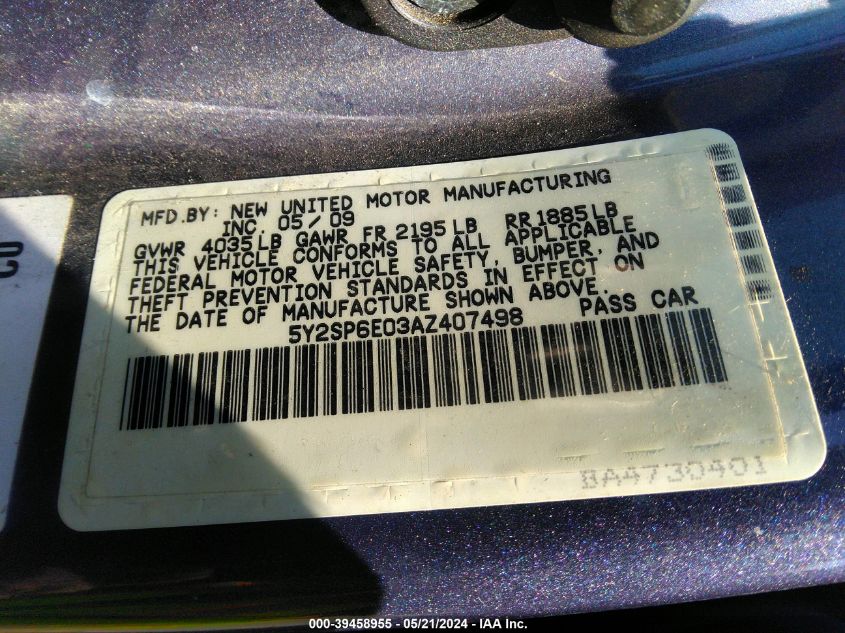 MFD.BY: NEW UNITED MOTOR MANUFACTURING
INC. 05/09
GVWR 4035LB GAWR FR 2195LB RR1885LB
THIS VEHICLE CONFORMS TO ALL APPLICABLE
FEDERAL MOTOR VEHICLE SAFETY, BUMPER, AND
THEFT PREVENTION STANDARDS IN EFFECT ON
THE DATE OF MANUFACTURE SHOWN ABOVE.
5Y2SP6E03AZ407498 PASS CAR
BA4730401
000-39458955 / 05/21/2024 - IAA Inc.